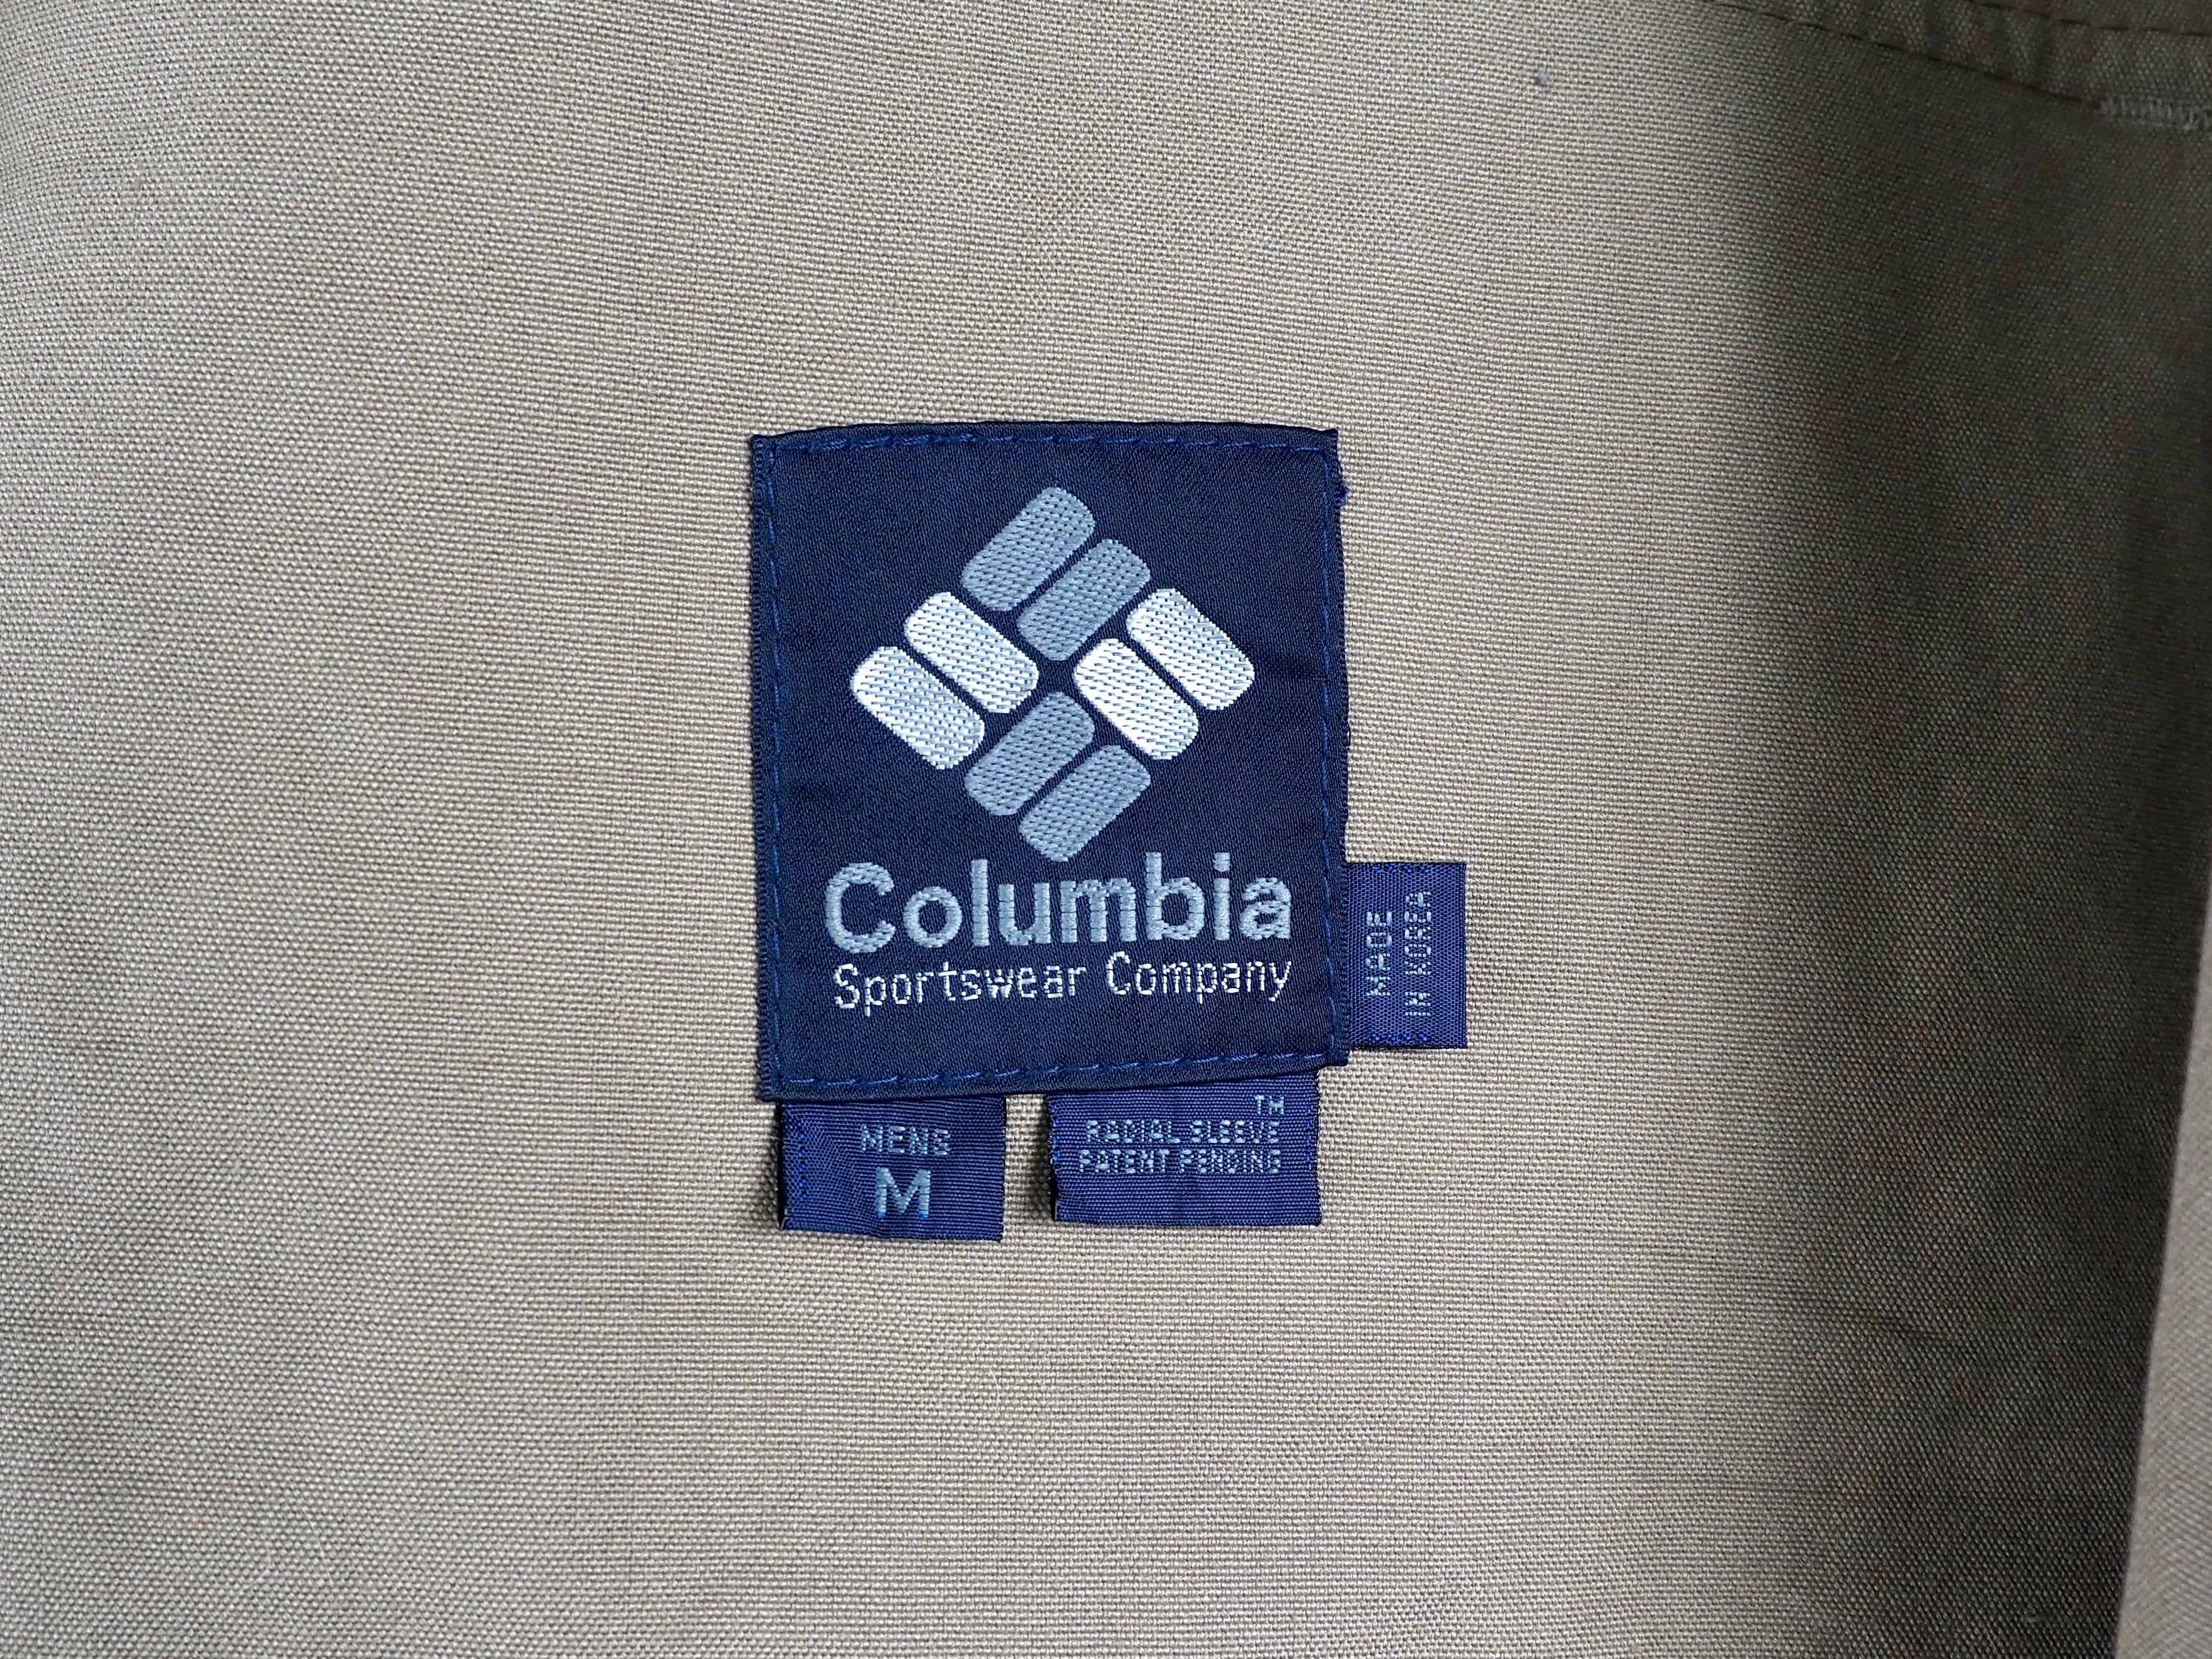 Columbia
Sportswear Company
MADE
IN KOREA
MENS
M
TM
RADIAL SLEEVE
PATENT PENDING